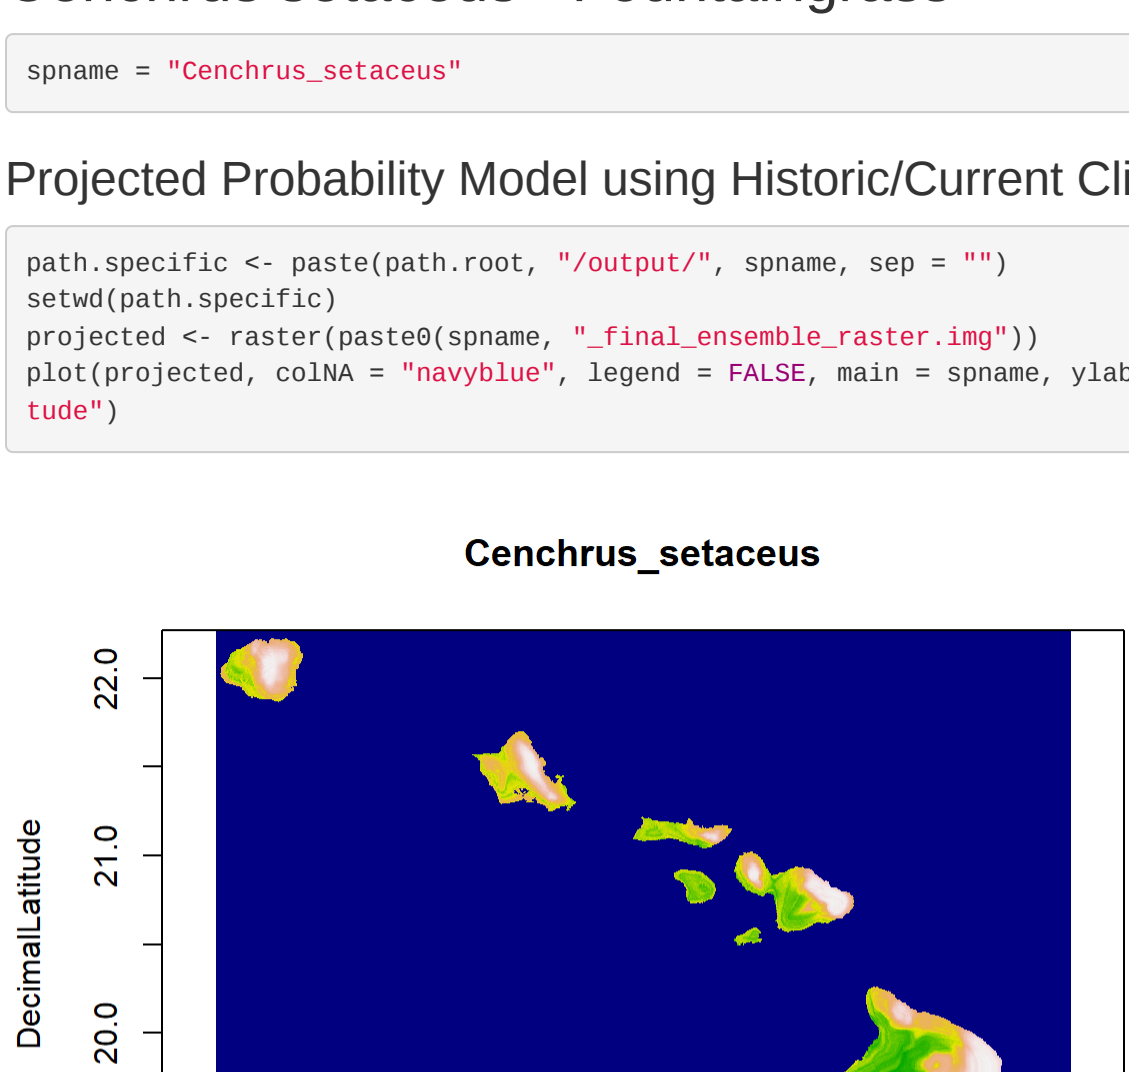 spname = "Cenchrus_setaceus"
Projected Probability Model using Historic/Current Cli
path.specific <- paste(path.root, "/output/", spname, sep = "")
setwd(path.specific)
projected <- raster(paste0(spname, "_final_ensemble_raster.img"))
plot(projected, colNA = "navyblue", legend = FALSE, main = spname, ylab
tude")
Cenchrus_setaceus
22.0
21.0
20.0
DecimalLatitude